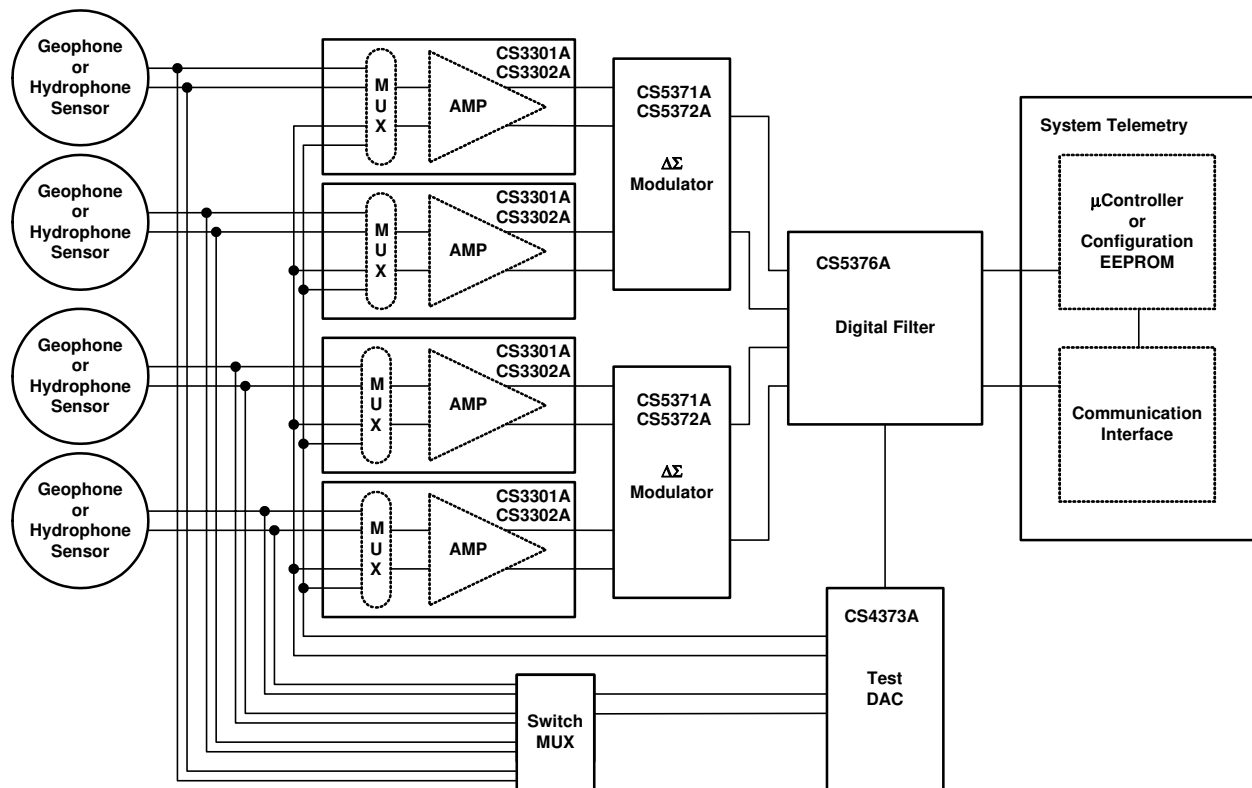 Geophone
or
Hydrophone
Sensor
CS3301A
CS3302A
M
U
X
AMP
CS5371A
CS5372A
ΔΣ
Modulator
Geophone
or
Hydrophone
Sensor
CS3301A
CS3302A
M
U
X
AMP
Geophone
or
Hydrophone
Sensor
CS3301A
CS3302A
M
U
X
AMP
CS5371A
CS5372A
ΔΣ
Modulator
Geophone
or
Hydrophone
Sensor
CS3301A
CS3302A
M
U
X
AMP
CS5376A
Digital Filter
System Telemetry
μController
or
Configuration
EEPROM
Communication
Interface
CS4373A
Test
DAC
Switch
MUX